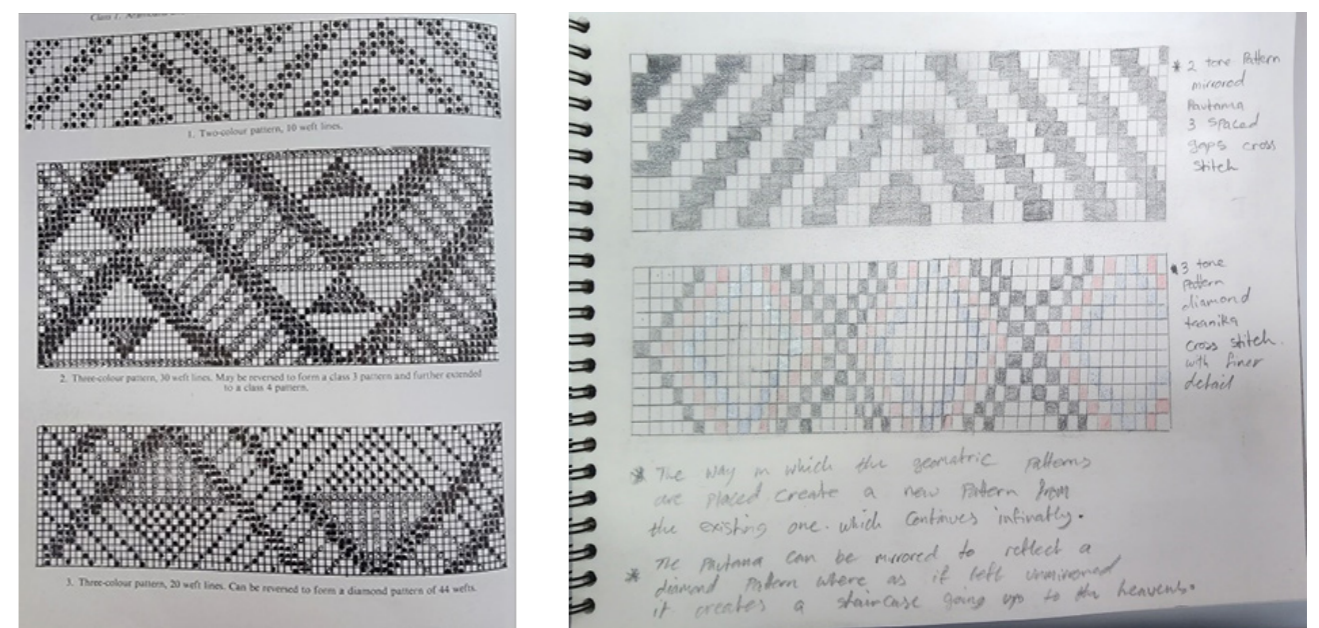 Class 1.
1. Two-colour pattern, 10 weft lines.
2. Three-colour pattern, 30 weft lines. May be reversed to form a class 3 pattern and further extended
to a class 4 pattern.
3. Three-colour pattern, 20 weft lines. Can be reversed to form a diamond pattern of 44 wefts.
* 2 tone Pattern
mirrored
Poutama
3 spaced
gaps cross
stitch
* 3 tone
Pattern
diamond
taanika
cross stitch.
with finer
detail
* The way in which the geometric patterns
are placed create a new Pattern from
the existing one. which continues infinatly.
* The Poutama can be mirrored to reflect a
diamond Pattern where as if left unmirrored
it creates a staircase going up to the heavens.